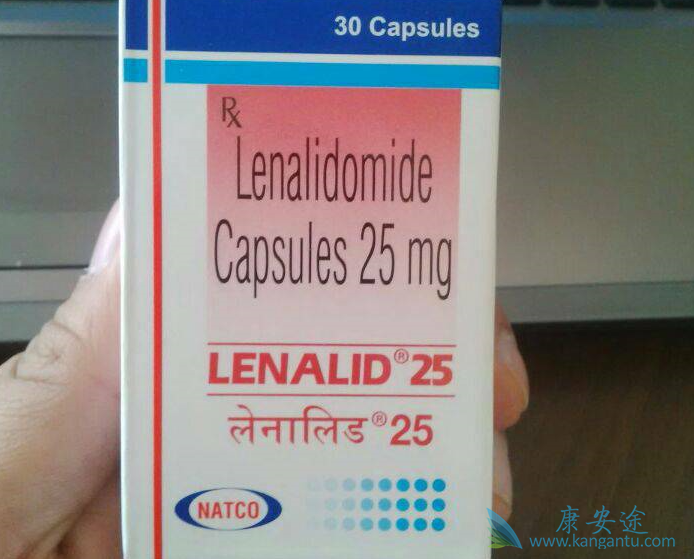 30 Capsules
Rx
Lenalidomide
Capsules 25 mg
LENALID® 25
लेनालिड® 25
NATCO
康安途
www.kangantu.com